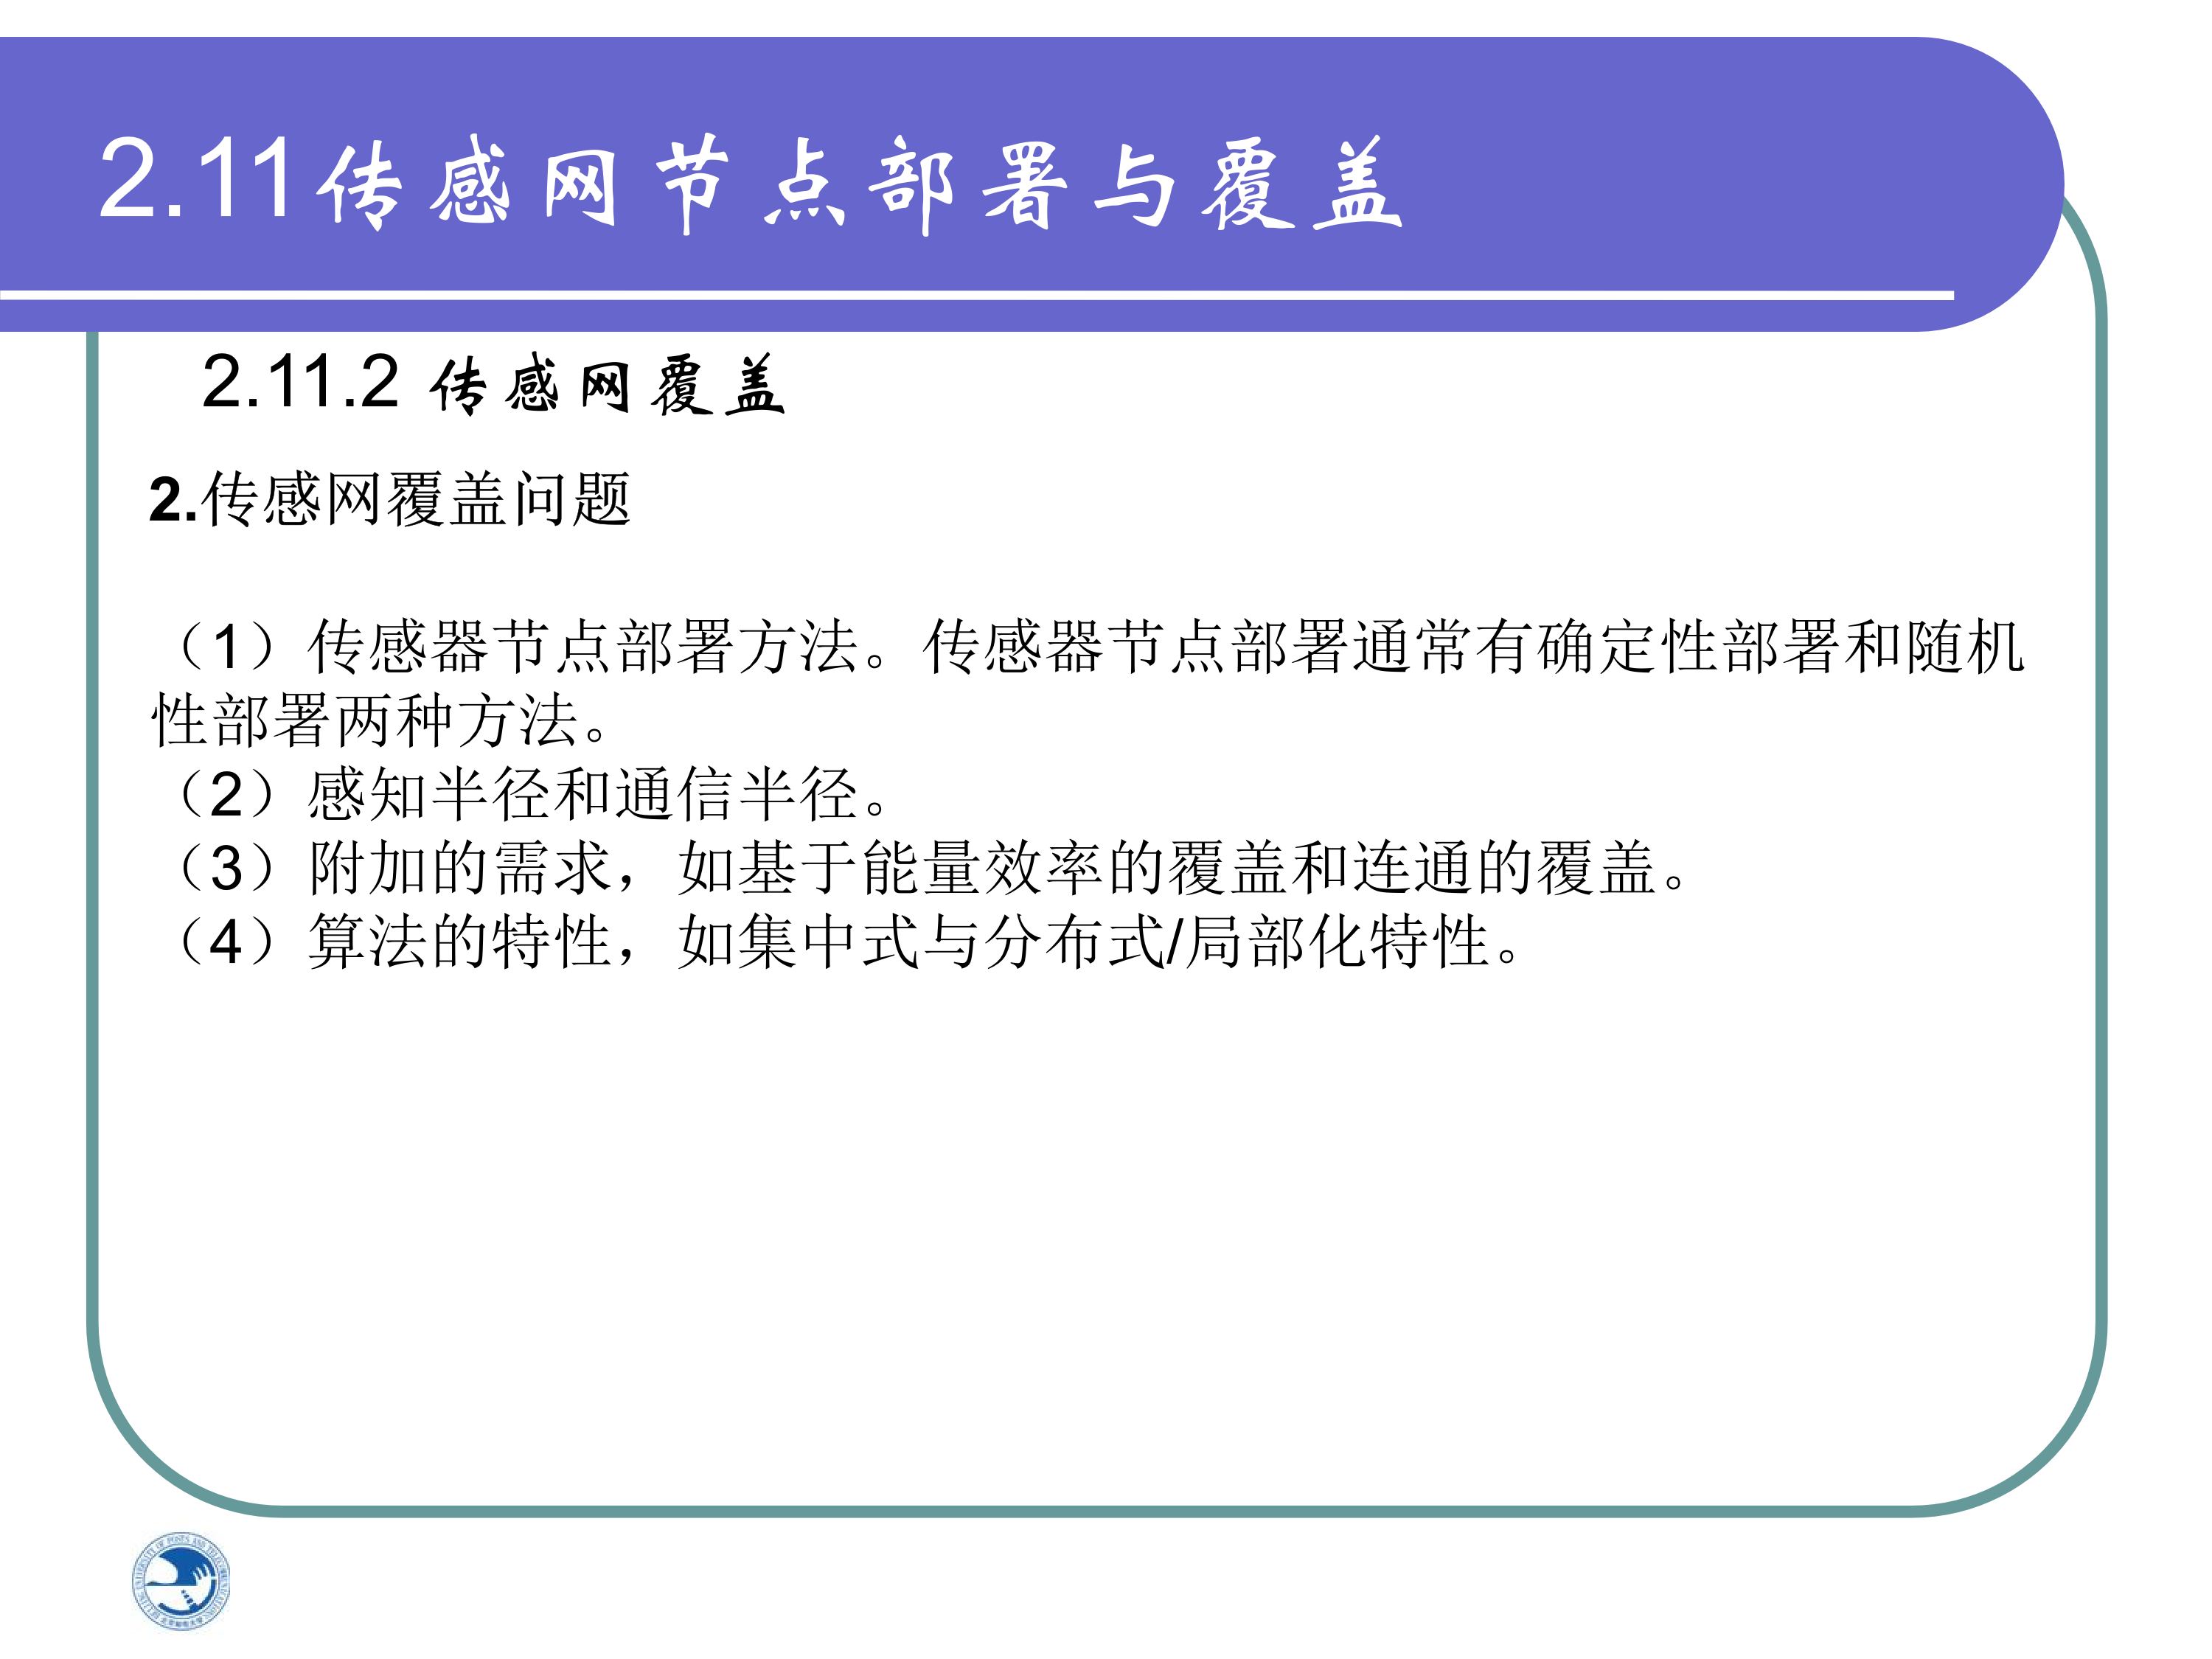 2.11传感网节点部署与覆盖
2.11.2 传感网覆盖
2.传感网覆盖问题
（1）传感器节点部署方法。传感器节点部署通常有确定性部署和随机
性部署两种方法。
（2）感知半径和通信半径。
（3）附加的需求，如基于能量效率的覆盖和连通的覆盖。
（4）算法的特性，如集中式与分布式/局部化特性。
UNIVERSITY OF POSTS AND TELECOMMUNICATIONS